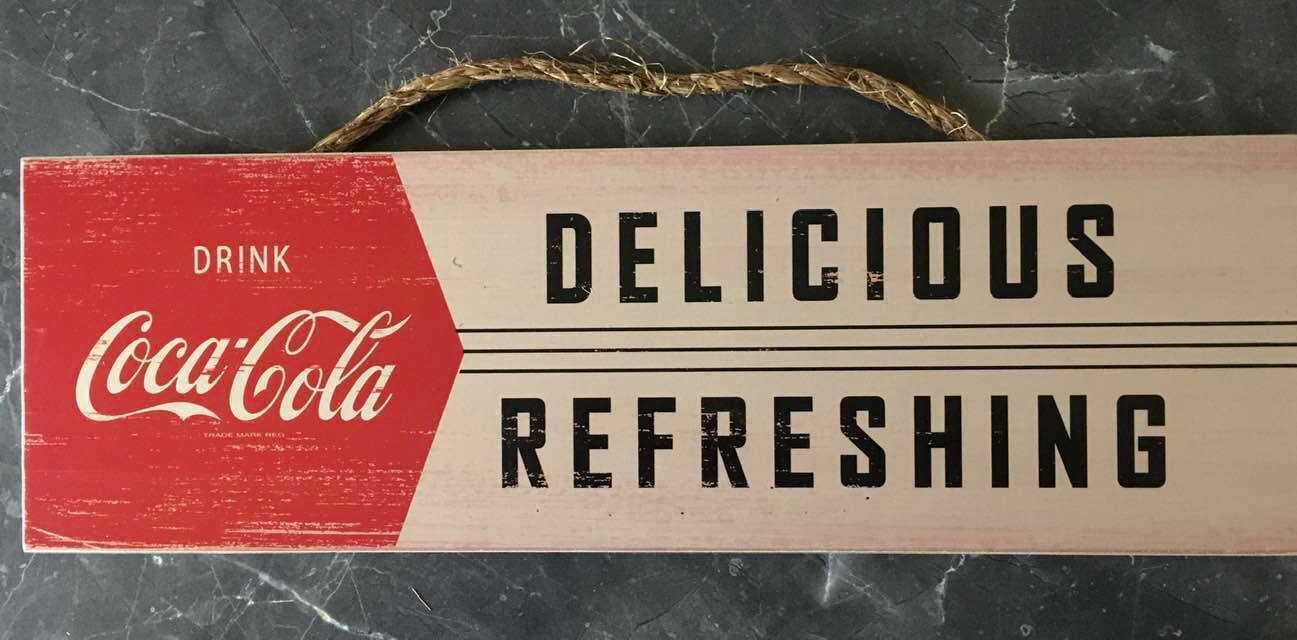 DRINK
Coca-Cola
TRADE MARK REG
DELICIOUS
REFRESHING